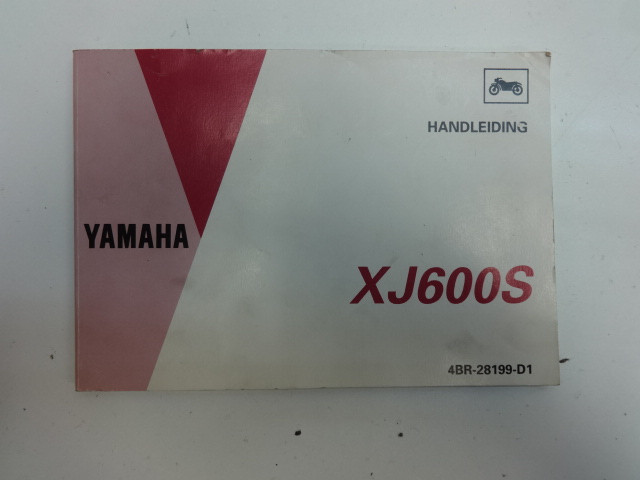 HANDLEIDING
YAMAHA
XJ600S
4BR-28199-D1